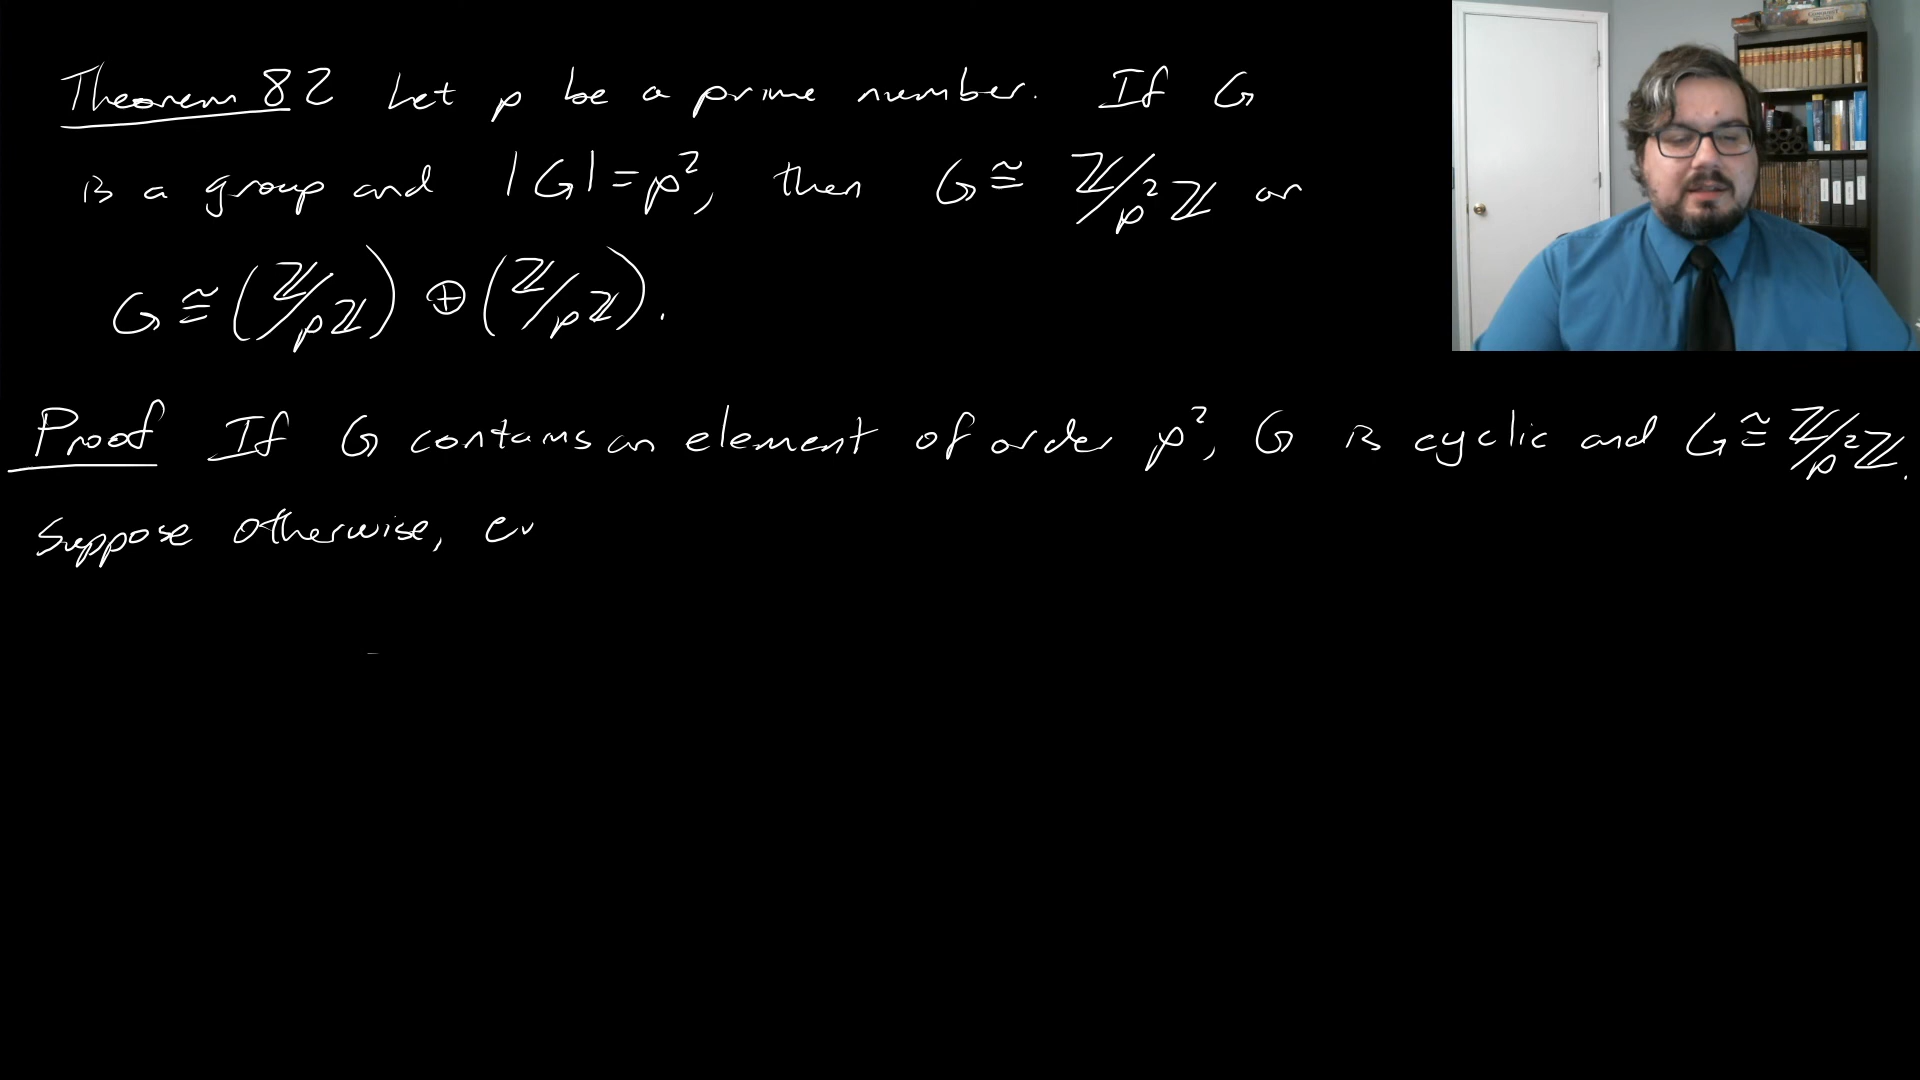 Theorem 82 Let p be a prime number. If G
is a group and |G| = p², then G ≅ ℤ/p²ℤ or
G ≅ (ℤ/pℤ) ⊕ (ℤ/pℤ).
Proof If G contains an element of order p², G is cyclic and G ≅ ℤ/p²ℤ.
Suppose otherwise, ev